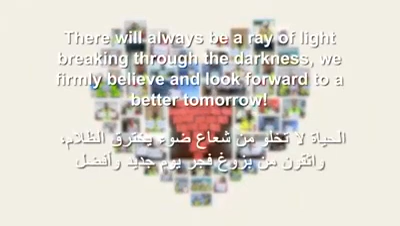 There will always be a ray of light
breaking through the darkness, we
firmly believe and look forward to a
better tomorrow!
الحياة لا تخلو من شعاع ضوء يخترق الظلام،
واثقون من بزوغ فجر يوم جديد وأفضل